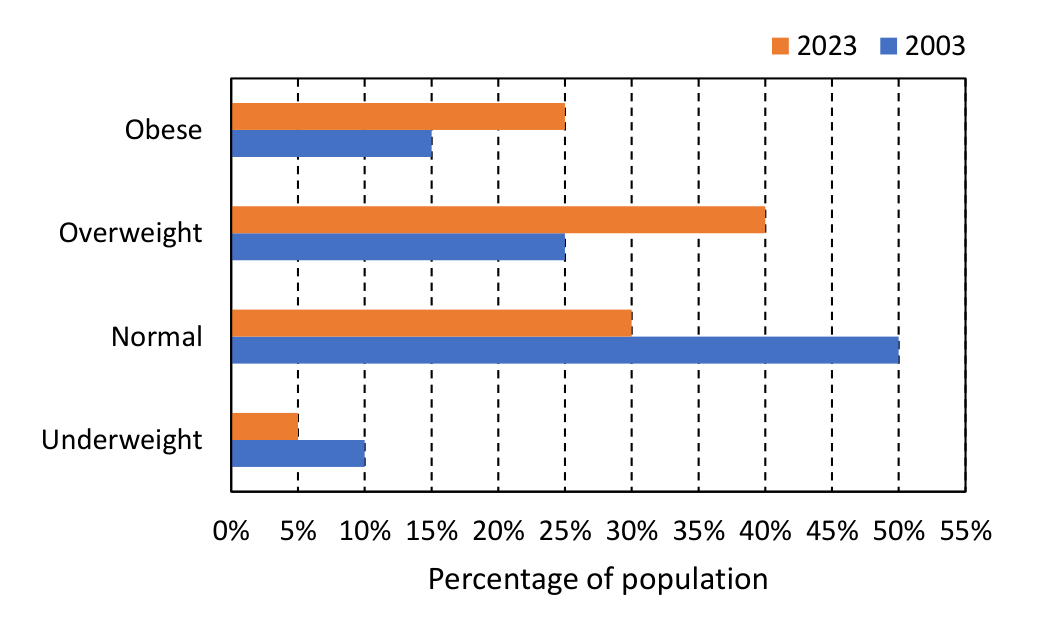 2023 2003
Obese
Overweight
Normal
Underweight
0% 5% 10% 15% 20% 25% 30% 35% 40% 45% 50% 55%
Percentage of population